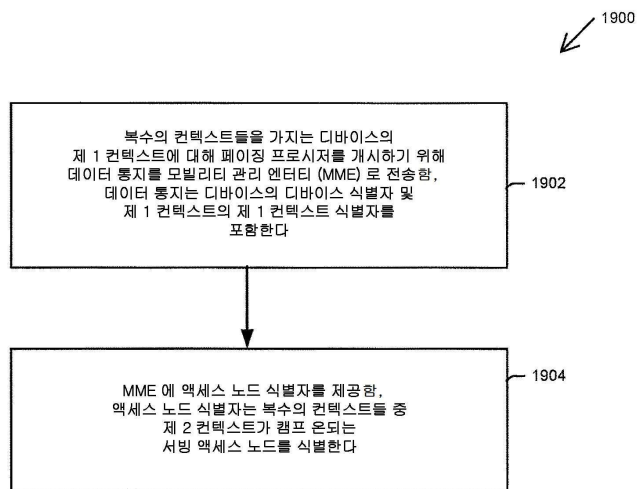 1900
복수의 컨텍스트들을 가지는 디바이스의
제 1 컨텍스트에 대해 페이징 프로시저를 개시하기 위해
데이터 통지를 모빌리티 관리 엔터티 (MME) 로 전송함,
데이터 통지는 디바이스의 디바이스 식별자 및
제 1 컨텍스트의 제 1 컨텍스트 식별자를
포함한다
1902
MME 에 액세스 노드 식별자를 제공함,
액세스 노드 식별자는 복수의 컨텍스트들 중
제 2 컨텍스트가 캠프 온되는
서빙 액세스 노드를 식별한다
1904